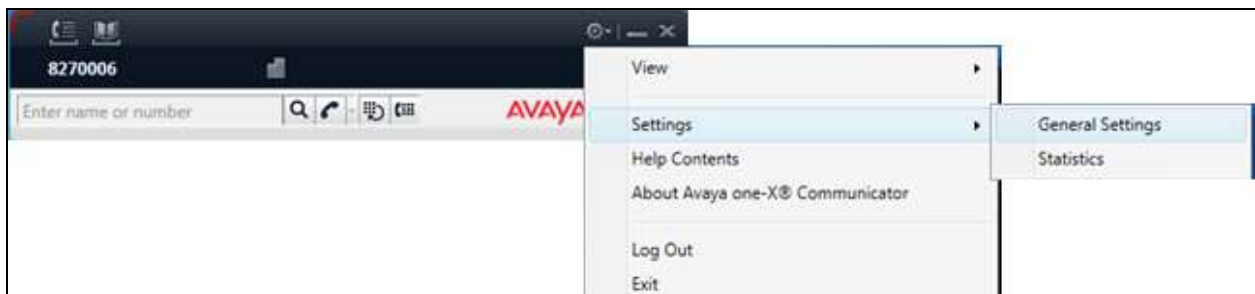 8270006
View
Enter name or number
AVAYA
Settings
General Settings
Help Contents
Statistics
About Avaya one-X® Communicator
Log Out
Exit